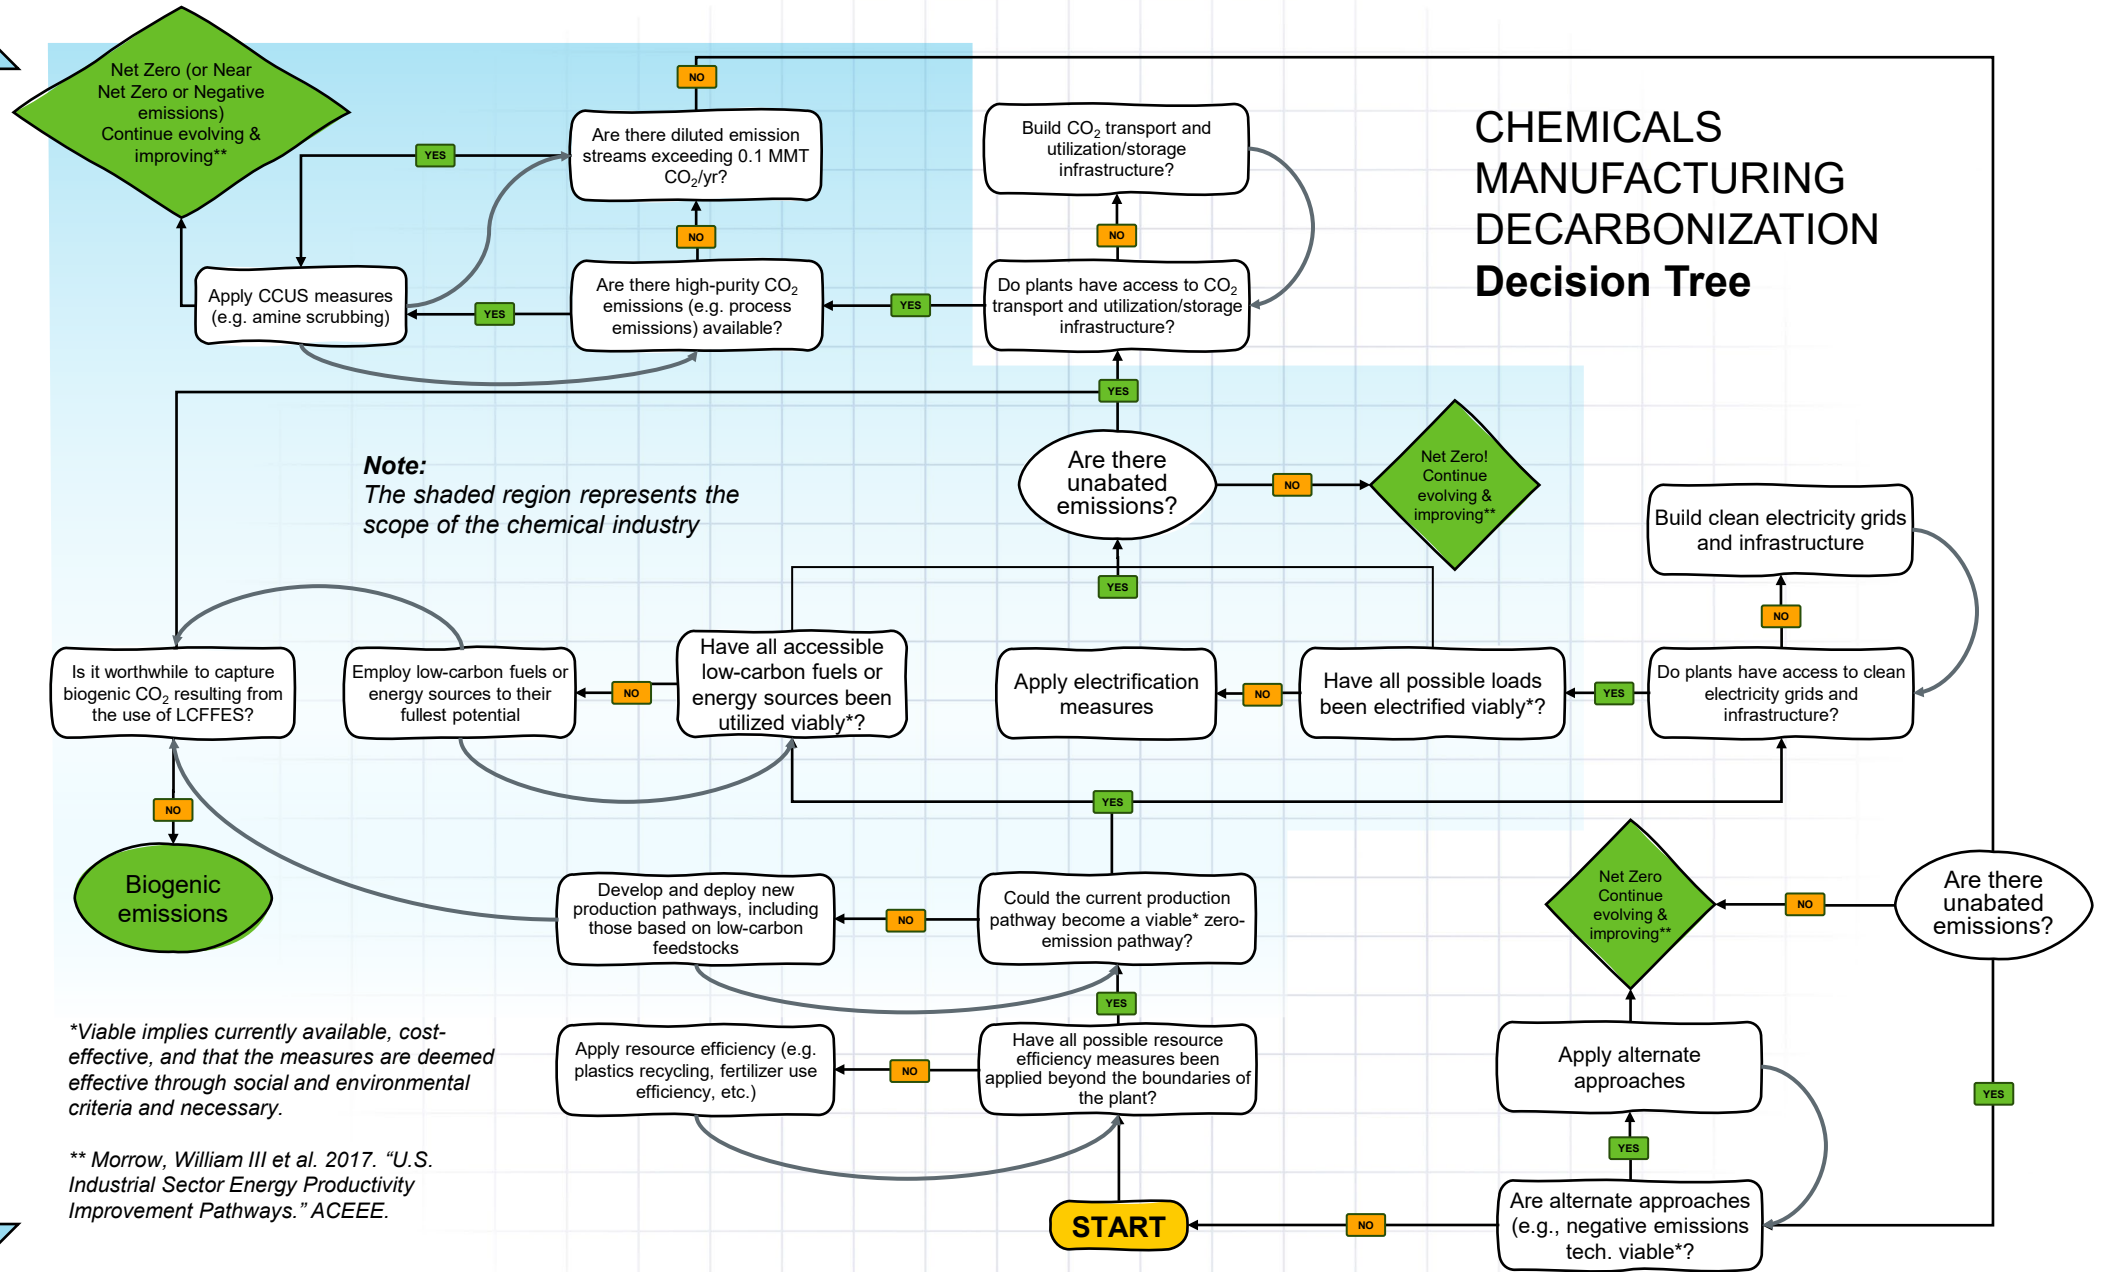 CHEMICALS
MANUFACTURING
DECARBONIZATION
Decision Tree
Net Zero (or Near
Net Zero or Negative
emissions)
Continue evolving &
improving**
NO
Are there diluted emission
streams exceeding 0.1 MMT
CO₂/yr?
YES
Build CO₂ transport and
utilization/storage
infrastructure?
NO
NO
Apply CCUS measures
(e.g. amine scrubbing)
YES
Are there high-purity CO₂
emissions (e.g. process
emissions) available?
YES
Do plants have access to CO₂
transport and utilization/storage
infrastructure?
YES
Note:
The shaded region represents the
scope of the chemical industry
Are there
unabated
emissions?
NO
Net Zero!
Continue
evolving &
improving**
Build clean electricity grids
and infrastructure
YES
NO
Is it worthwhile to capture
biogenic CO₂ resulting from
the use of LCFFES?
Employ low-carbon fuels or
energy sources to their
fullest potential
NO
Have all accessible
low-carbon fuels or
energy sources been
utilized viably*?
Apply electrification
measures
NO
Have all possible loads
been electrified viably*?
YES
Do plants have access to clean
electricity grids and
infrastructure?
NO
YES
Biogenic
emissions
Develop and deploy new
production pathways, including
those based on low-carbon
feedstocks
NO
Could the current production
pathway become a viable* zero-
emission pathway?
Net Zero
Continue
evolving &
improving**
NO
Are there
unabated
emissions?
YES
*Viable implies currently available, cost-
effective, and that the measures are deemed
effective through social and environmental
criteria and necessary.
Apply resource efficiency (e.g.
plastics recycling, fertilizer use
efficiency, etc.)
NO
Have all possible resource
efficiency measures been
applied beyond the boundaries of
the plant?
Apply alternate
approaches
YES
YES
** Morrow, William III et al. 2017. “U.S.
Industrial Sector Energy Productivity
Improvement Pathways.” ACEEE.
START
NO
Are alternate approaches
(e.g., negative emissions
tech. viable*?